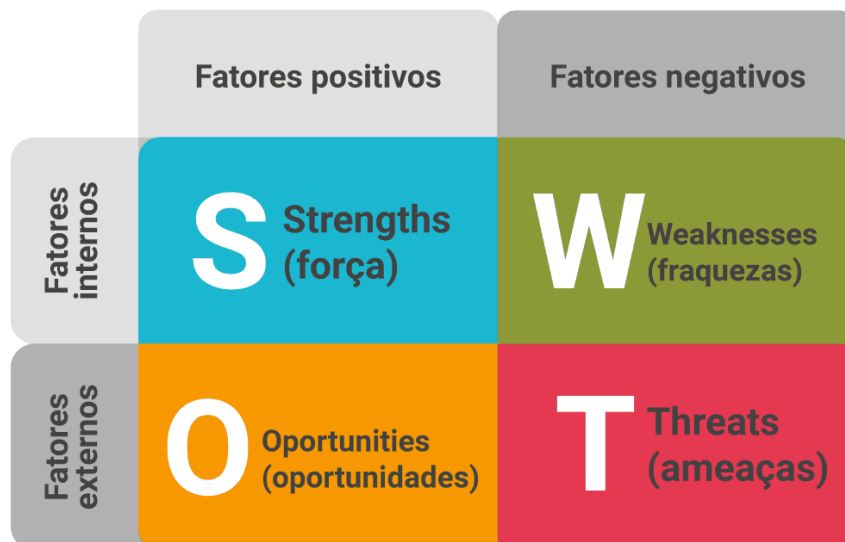 Fatores positivos
Fatores negativos
Fatores
internos
S
Strengths
(força)
W
Weaknesses
(fraquezas)
Fatores
externos
O
Oportunities
(oportunidades)
T
Threats
(ameaças)